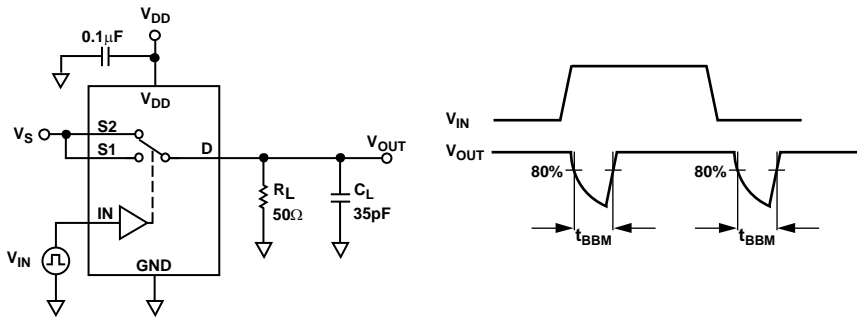 V_DD
0.1μF
V_DD
V_S
S2
S1
D
V_OUT
IN
R_L
50Ω
C_L
35pF
V_IN
GND
V_IN
V_OUT
80%
80%
t_BBM
t_BBM